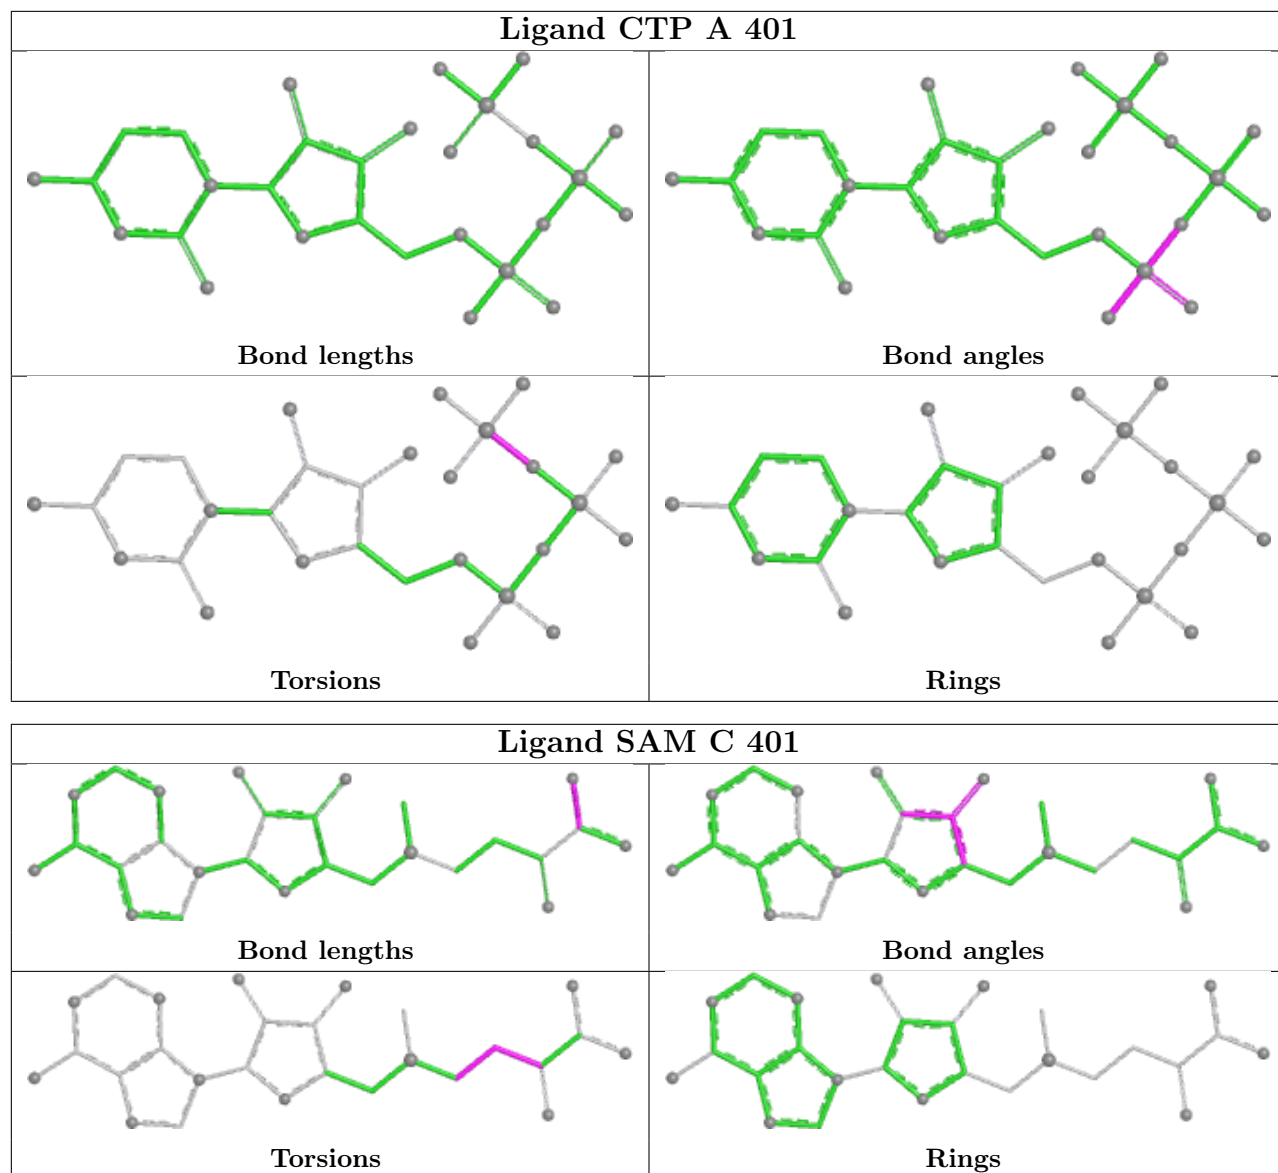 Ligand CTP A 401
Bond lengths
Bond angles
Torsions
Rings
Ligand SAM C 401
Bond lengths
Bond angles
Torsions
Rings